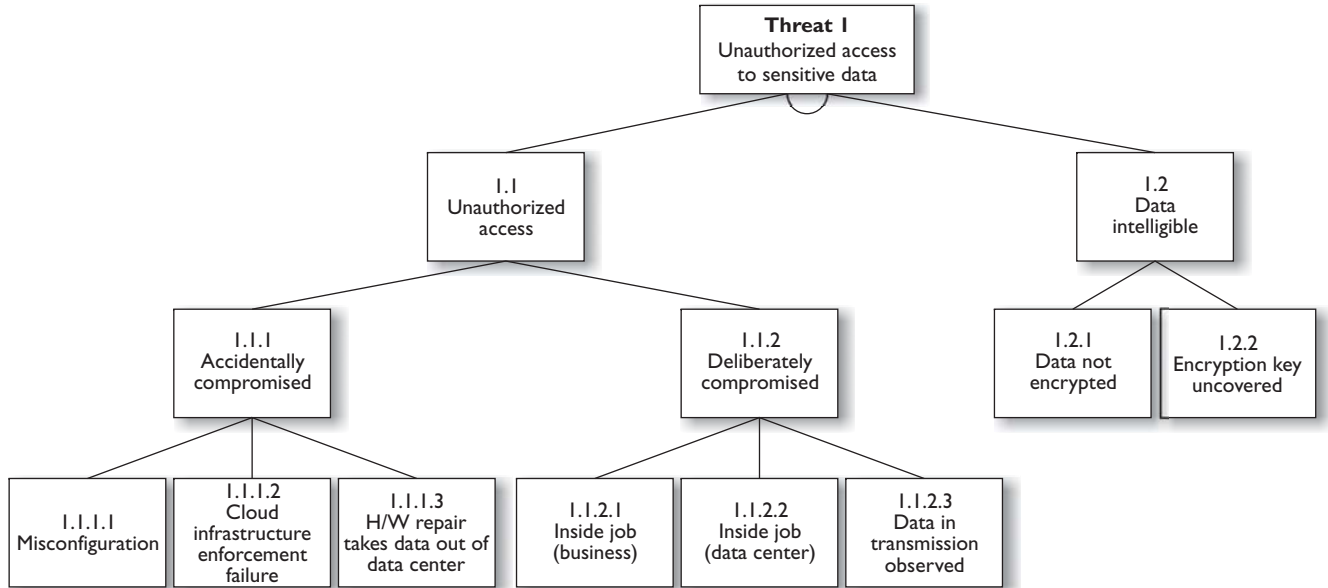 Threat 1
Unauthorized access
to sensitive data
1.1
Unauthorized
access
1.2
Data
intelligible
1.1.1
Accidentally
compromised
1.1.2
Deliberately
compromised
1.2.1
Data not
encrypted
1.2.2
Encryption key
uncovered
1.1.1.1
Misconfiguration
1.1.1.2
Cloud
infrastructure
enforcement
failure
1.1.1.3
H/W repair
takes data out of
data center
1.1.2.1
Inside job
(business)
1.1.2.2
Inside job
(data center)
1.1.2.3
Data in
transmission
observed